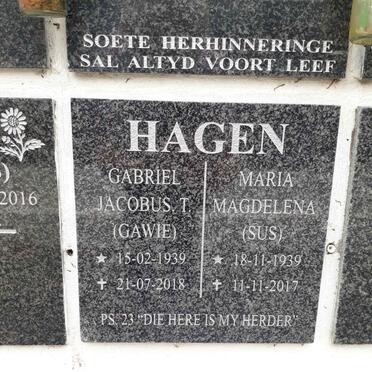 SOETE HERHINNERINGE
SAL ALTYD VOORT LEEF
2016
HAGEN
GABRIEL
JACOBUS. T.
(GAWIE)
★ 15-02-1939
✝ 21-07-2018
MARIA
MAGDELENA
(SUS)
★ 18-11-1939
✝ 11-11-2017
PS. 23 "DIE HERE IS MY HERDER"